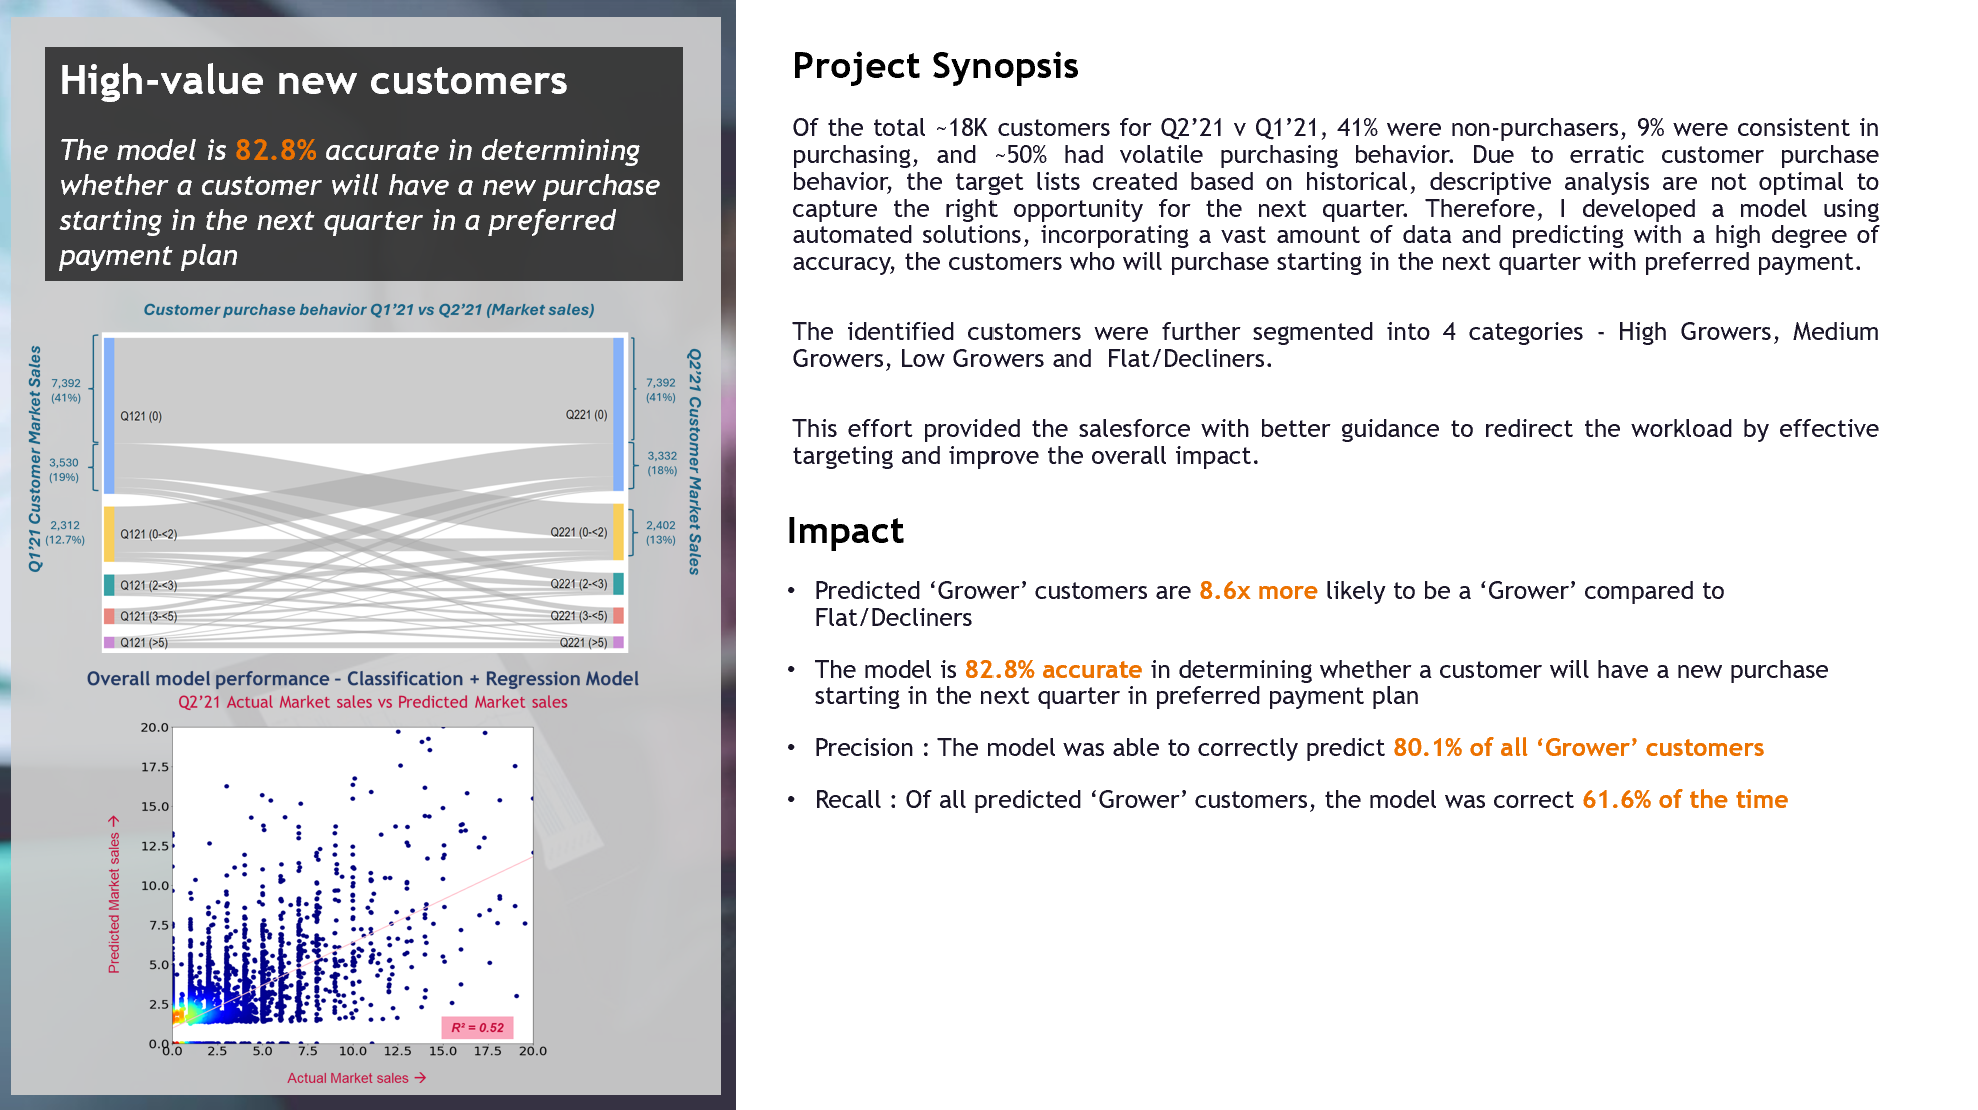 High-value new customers
The model is 82.8% accurate in determining
whether a customer will have a new purchase
starting in the next quarter in a preferred
payment plan
Customer purchase behavior Q1’21 vs Q2’21 (Market sales)
Q1’21 Customer Market Sales
7,392
(41%)
3,530
(19%)
2,312
(12.7%)
Q121 (0)
Q121 (0-<2)
Q121 (2-<3)
Q121 (3-<5)
Q121 (>5)
Q221 (0)
Q221 (0-<2)
Q221 (2-<3)
Q221 (3-<5)
Q221 (>5)
7,392
(41%)
3,332
(18%)
2,402
(13%)
Q2’21 Customer Market Sales
Overall model performance – Classification + Regression Model
Q2’21 Actual Market sales vs Predicted Market sales
Predicted Market sales →
20.0
17.5
15.0
12.5
10.0
7.5
5.0
2.5
0.0
R² = 0.52
0.0 2.5 5.0 7.5 10.0 12.5 15.0 17.5 20.0
Actual Market sales →
Project Synopsis
Of the total ~18K customers for Q2’21 v Q1’21, 41% were non-purchasers, 9% were consistent in
purchasing, and ~50% had volatile purchasing behavior. Due to erratic customer purchase
behavior, the target lists created based on historical, descriptive analysis are not optimal to
capture the right opportunity for the next quarter. Therefore, I developed a model using
automated solutions, incorporating a vast amount of data and predicting with a high degree of
accuracy, the customers who will purchase starting in the next quarter with preferred payment.
The identified customers were further segmented into 4 categories - High Growers, Medium
Growers, Low Growers and Flat/Decliners.
This effort provided the salesforce with better guidance to redirect the workload by effective
targeting and improve the overall impact.
Impact
• Predicted ‘Grower’ customers are 8.6x more likely to be a ‘Grower’ compared to
Flat/Decliners
• The model is 82.8% accurate in determining whether a customer will have a new purchase
starting in the next quarter in preferred payment plan
• Precision : The model was able to correctly predict 80.1% of all ‘Grower’ customers
• Recall : Of all predicted ‘Grower’ customers, the model was correct 61.6% of the time